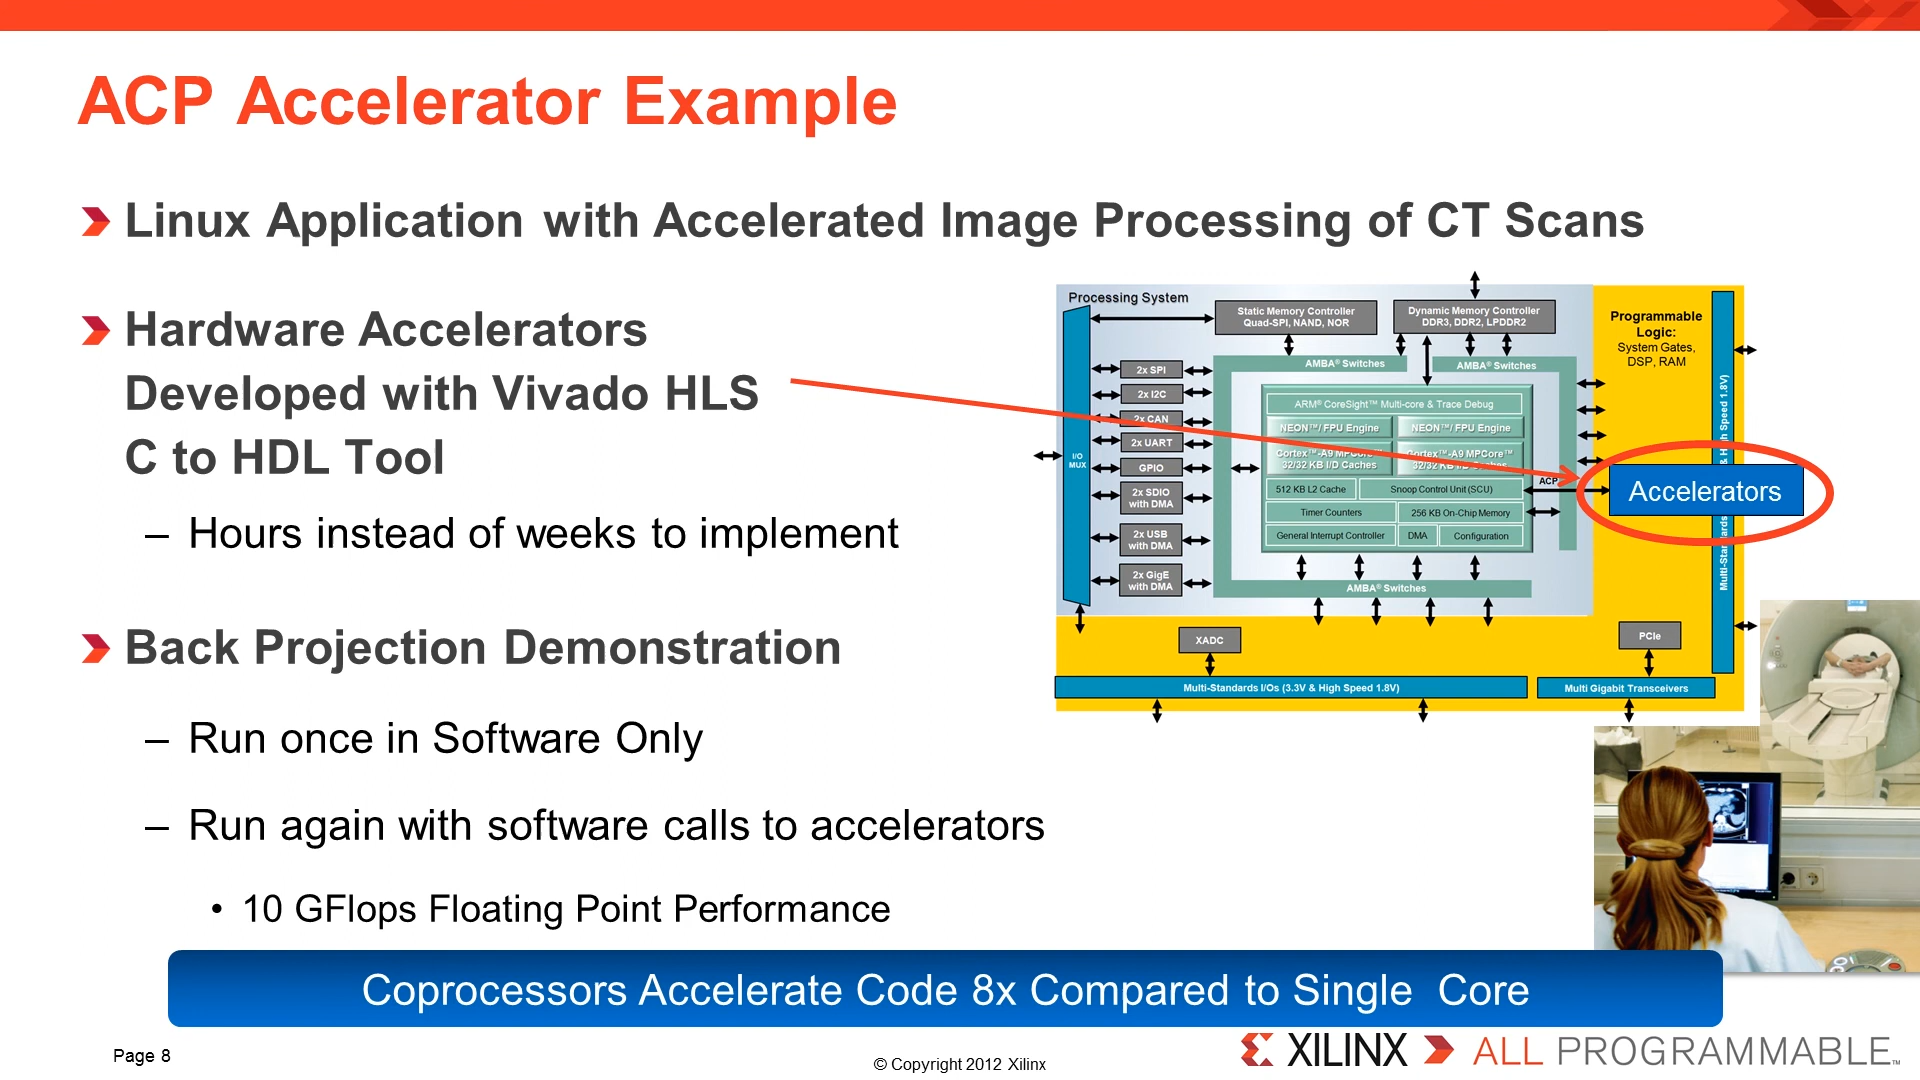 ACP Accelerator Example
Linux Application with Accelerated Image Processing of CT Scans
Hardware Accelerators
Developed with Vivado HLS
C to HDL Tool
– Hours instead of weeks to implement
Back Projection Demonstration
– Run once in Software Only
– Run again with software calls to accelerators
• 10 GFlops Floating Point Performance
Processing System
Static Memory Controller
Quad-SPI, NAND, NOR
Dynamic Memory Controller
DDR3, DDR2, LPDDR2
Programmable
Logic:
System Gates,
DSP, RAM
AMBA® Switches
AMBA® Switches
2x SPI
2x I2C
2x CAN
2x UART
GPIO
2x SDIO
with DMA
2x USB
with DMA
2x GigE
with DMA
I/O
MUX
ARM® CoreSight™ Multi-core & Trace Debug
NEON™/ FPU Engine
NEON™/ FPU Engine
Cortex™-A9 MPCore™
32/32 KB I/D Caches
Cortex™-A9 MPCore™
32/32 KB I/D Caches
512 KB L2 Cache
Snoop Control Unit (SCU)
Timer Counters
256 KB On-Chip Memory
General Interrupt Controller
DMA
Configuration
ACP
Accelerators
AMBA® Switches
XADC
PCIe
Multi-Standards I/Os (3.3V & High Speed 1.8V)
Multi Gigabit Transceivers
Multi-Standards & High Speed 1.8V)
Coprocessors Accelerate Code 8x Compared to Single Core
Page 8
© Copyright 2012 Xilinx
XILINX ALL PROGRAMMABLE™